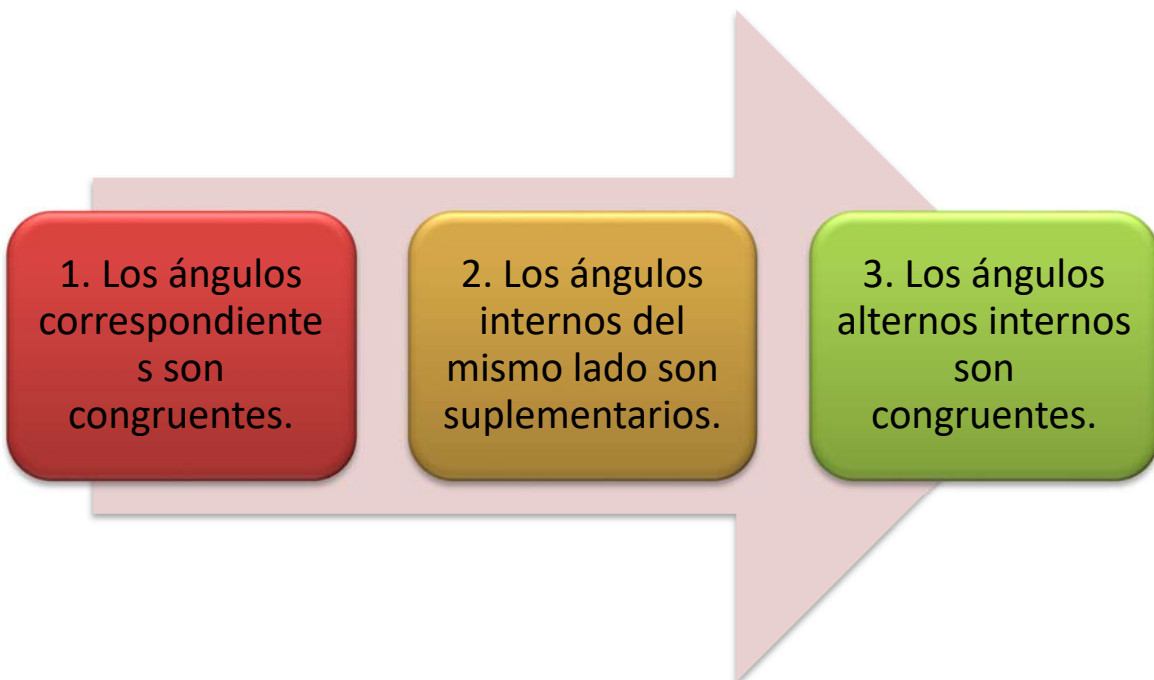 1. Los ángulos
correspondiente
s son
congruentes.
2. Los ángulos
internos del
mismo lado son
suplementarios.
3. Los ángulos
alternos internos
son
congruentes.